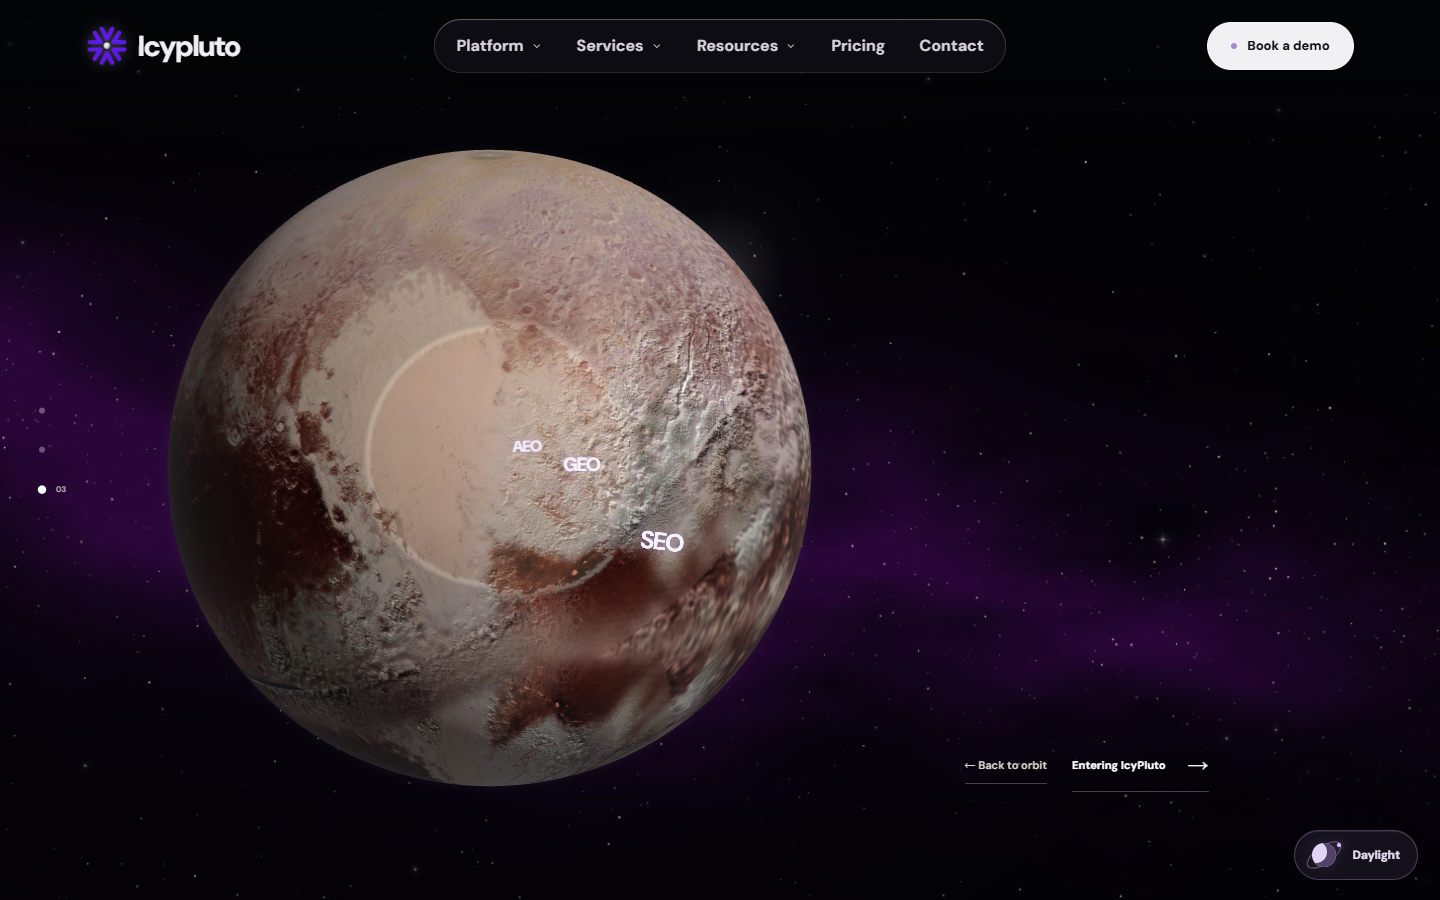 Icypluto
Platform
Services
Resources
Pricing
Contact
Book a demo
AEO
GEO
SEO
03
← Back to orbit
Entering IcyPluto →
Daylight